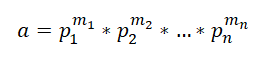 a = p_1^{m_1} * p_2^{m_2} * … * p_n^{m_n}